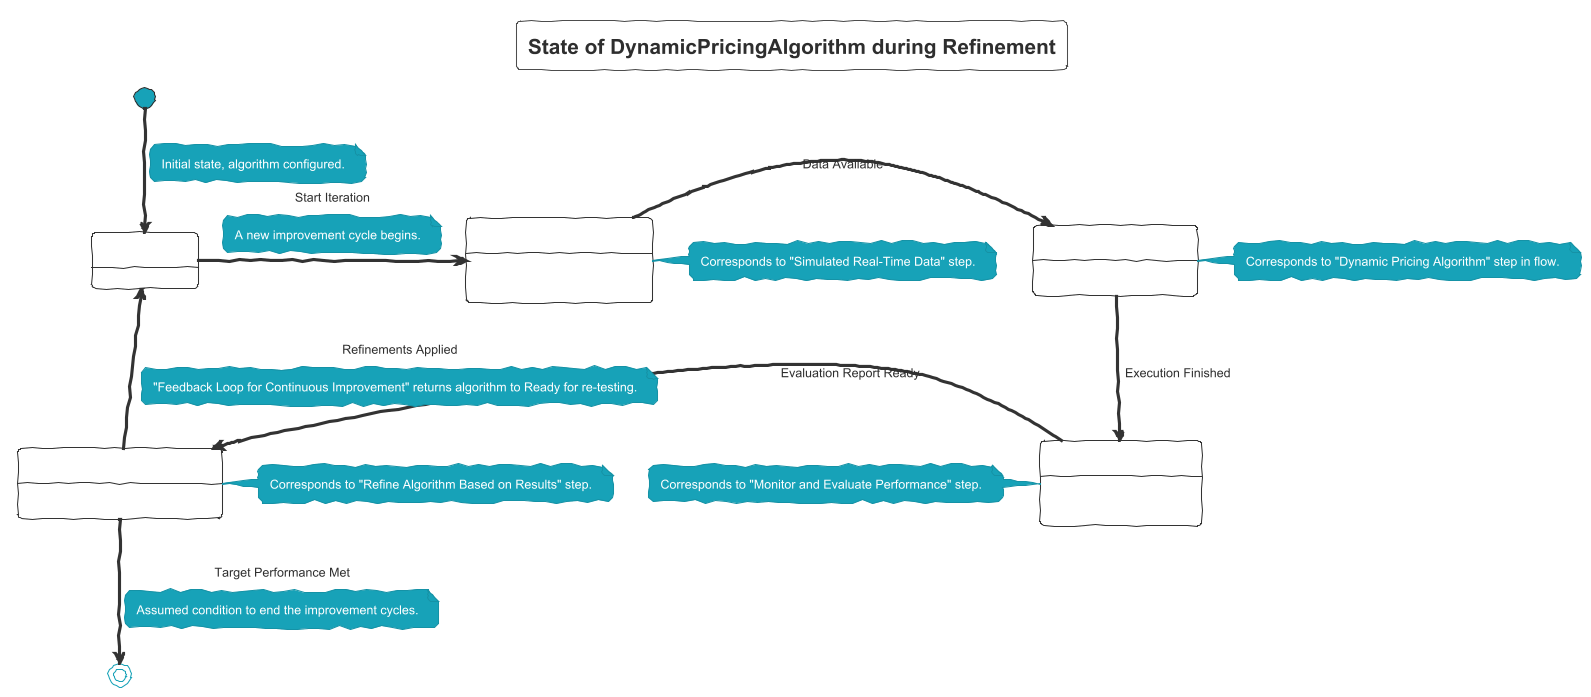 State of DynamicPricingAlgorithm during Refinement
Initial state, algorithm configured.
Start Iteration
A new improvement cycle begins.
Data Available
Corresponds to "Simulated Real-Time Data" step.
Corresponds to "Dynamic Pricing Algorithm" step in flow.
Refinements Applied
"Feedback Loop for Continuous Improvement" returns algorithm to Ready for re-testing.
Evaluation Report Ready
Execution Finished
Corresponds to "Refine Algorithm Based on Results" step.
Corresponds to "Monitor and Evaluate Performance" step.
Target Performance Met
Assumed condition to end the improvement cycles.